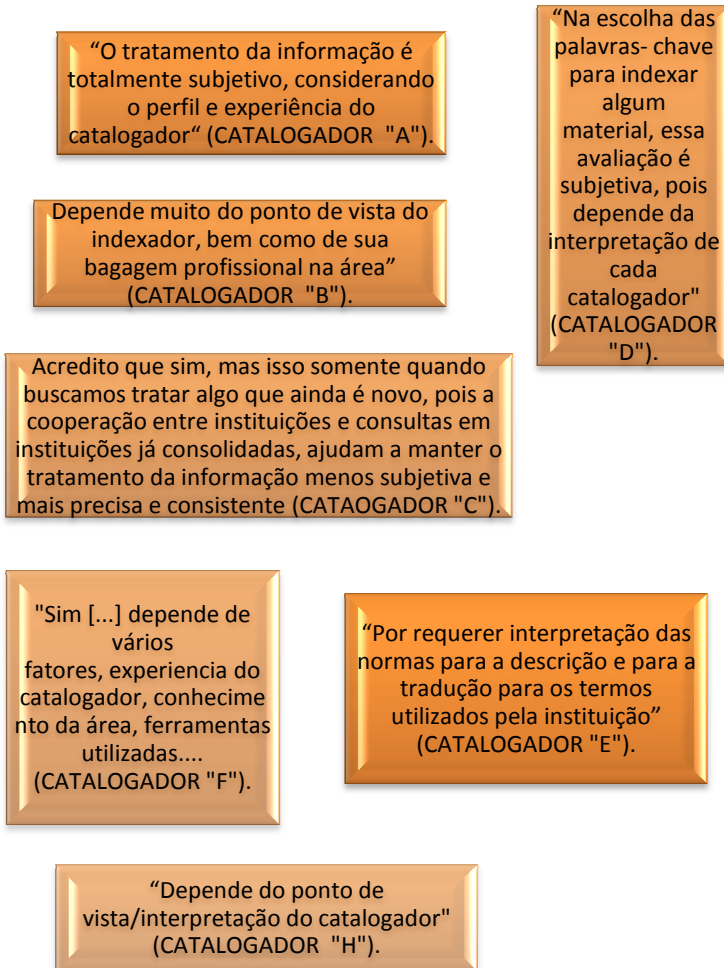 “O tratamento da informação é
totalmente subjetivo, considerando
o perfil e experiência do
catalogador“ (CATALOGADOR "A").
Depende muito do ponto de vista do
indexador, bem como de sua
bagagem profissional na área”
(CATALOGADOR "B").
“Na escolha das
palavras- chave
para indexar
algum
material, essa
avaliação é
subjetiva, pois
depende da
interpretação de
cada
catalogador"
(CATALOGADOR
"D").
Acredito que sim, mas isso somente quando
buscamos tratar algo que ainda é novo, pois a
cooperação entre instituições e consultas em
instituições já consolidadas, ajudam a manter o
tratamento da informação menos subjetiva e
mais precisa e consistente (CATAOGADOR "C").
"Sim [...] depende de
vários
fatores, experiencia do
catalogador, conhecime
nto da área, ferramentas
utilizadas....
(CATALOGADOR "F").
“Por requerer interpretação das
normas para a descrição e para a
tradução para os termos
utilizados pela instituição”
(CATALOGADOR "E").
“Depende do ponto de
vista/interpretação do catalogador"
(CATALOGADOR "H").